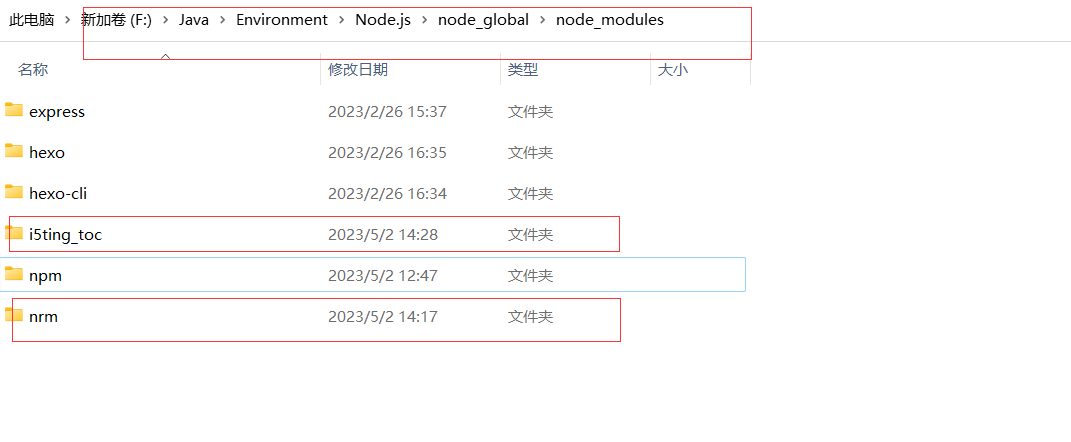 此电脑 > 新加卷 (F:) > Java > Environment > Node.js > node_global > node_modules
名称 修改日期 类型 大小
express 2023/2/26 15:37 文件夹
hexo 2023/2/26 16:35 文件夹
hexo-cli 2023/2/26 16:34 文件夹
i5ting_toc 2023/5/2 14:28 文件夹
npm 2023/5/2 12:47 文件夹
nrm 2023/5/2 14:17 文件夹